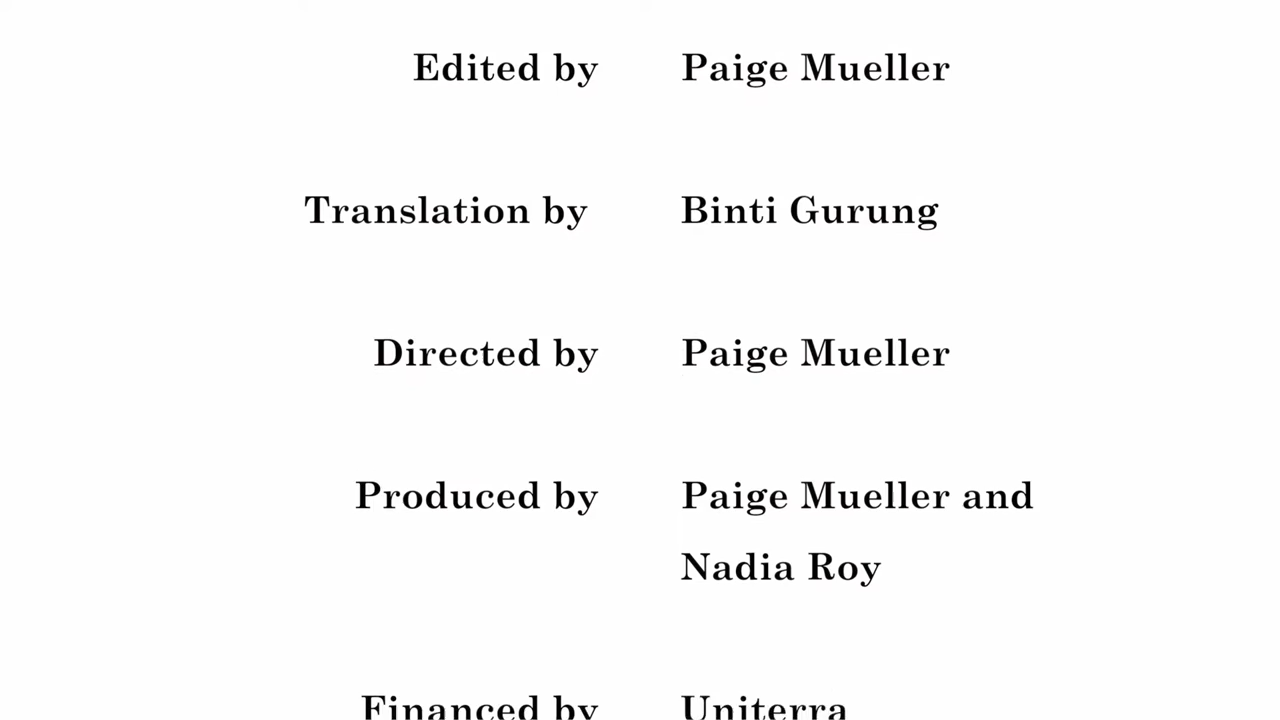 Edited by Paige Mueller
Translation by Binti Gurung
Directed by Paige Mueller
Produced by Paige Mueller and
Nadia Roy
Financed by Uniterra